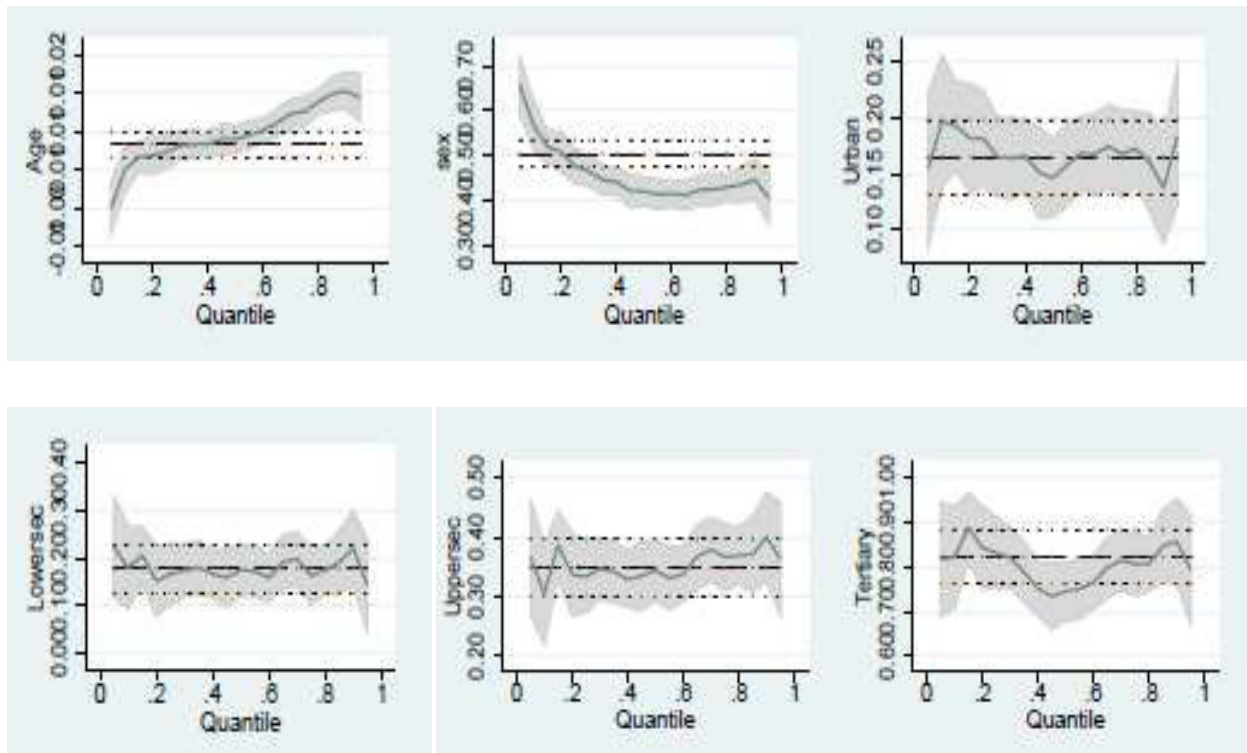 Age
0 .2 .4 .6 .8 1
Quantile
sex
0.30 0.40 0.50 0.60 0.70
0 .2 .4 .6 .8 1
Quantile
Urban
0.10 0.15 0.20 0.25
0 .2 .4 .6 .8 1
Quantile
Lowersec
0.00 0.10 0.20 0.30 0.40
0 .2 .4 .6 .8 1
Quantile
Uppersec
0.20 0.30 0.40 0.50
0 .2 .4 .6 .8 1
Quantile
Tertiary
0.60 0.70 0.80 0.90 1.00
0 .2 .4 .6 .8 1
Quantile